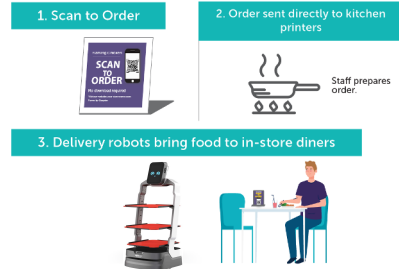 1. Scan to Order
2. Order sent directly to kitchen
printers
SCAN
TO
ORDER
No download required!
Staff prepares
order.
3. Delivery robots bring food to in-store diners